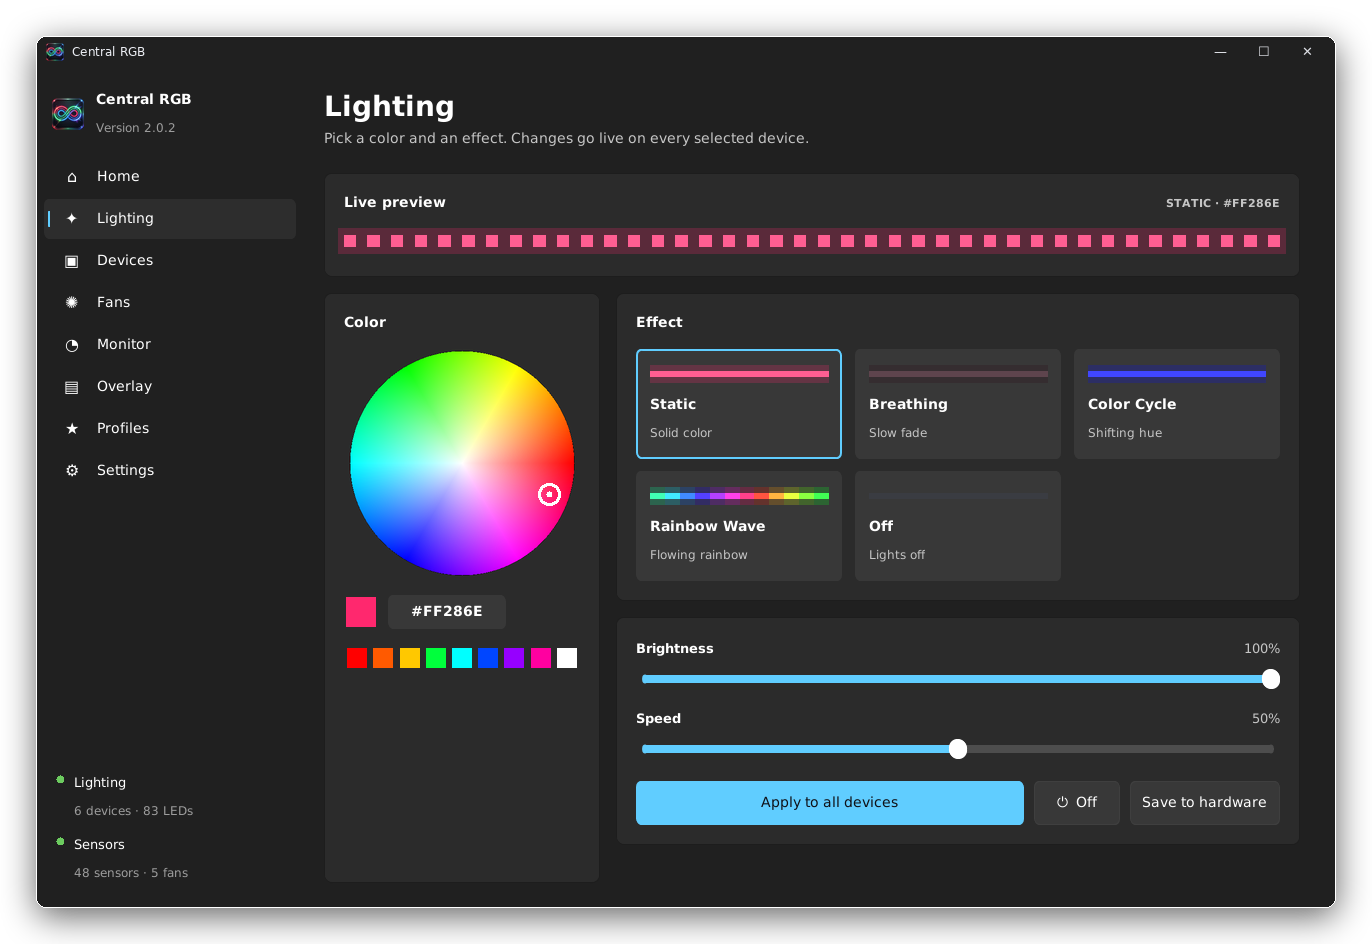 Central RGB
Central RGB
Version 2.0.2
Home
Lighting
Devices
Fans
Monitor
Overlay
Profiles
Settings
Lighting
6 devices · 83 LEDs
Sensors
48 sensors · 5 fans
Lighting
Pick a color and an effect. Changes go live on every selected device.
Live preview
STATIC · #FF286E
Color
#FF286E
Effect
Static
Solid color
Breathing
Slow fade
Color Cycle
Shifting hue
Rainbow Wave
Flowing rainbow
Off
Lights off
Brightness
100%
Speed
50%
Apply to all devices
Off
Save to hardware